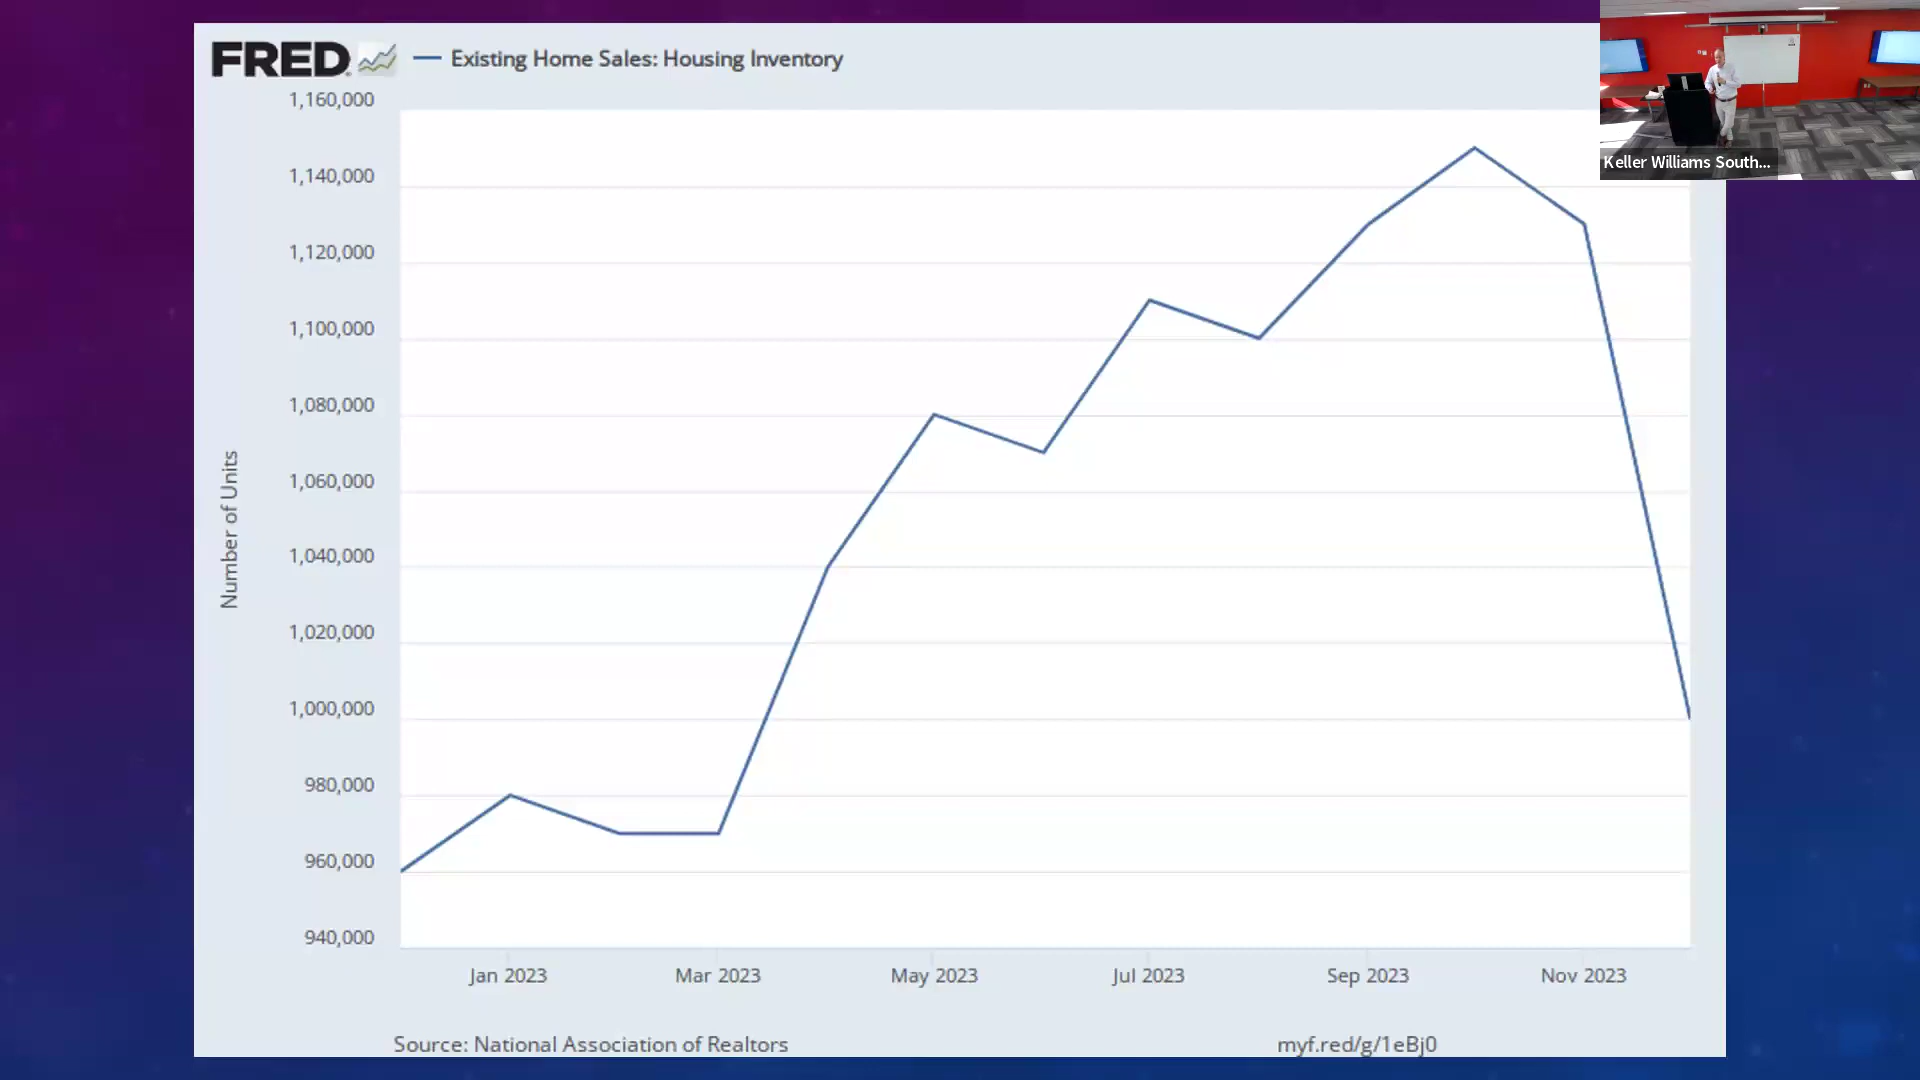 FRED
Existing Home Sales: Housing Inventory
Keller Williams South...
1,160,000
1,140,000
1,120,000
1,100,000
1,080,000
1,060,000
1,040,000
1,020,000
1,000,000
980,000
960,000
940,000
Number of Units
Jan 2023
Mar 2023
May 2023
Jul 2023
Sep 2023
Nov 2023
Source: National Association of Realtors
myf.red/g/1eBj0